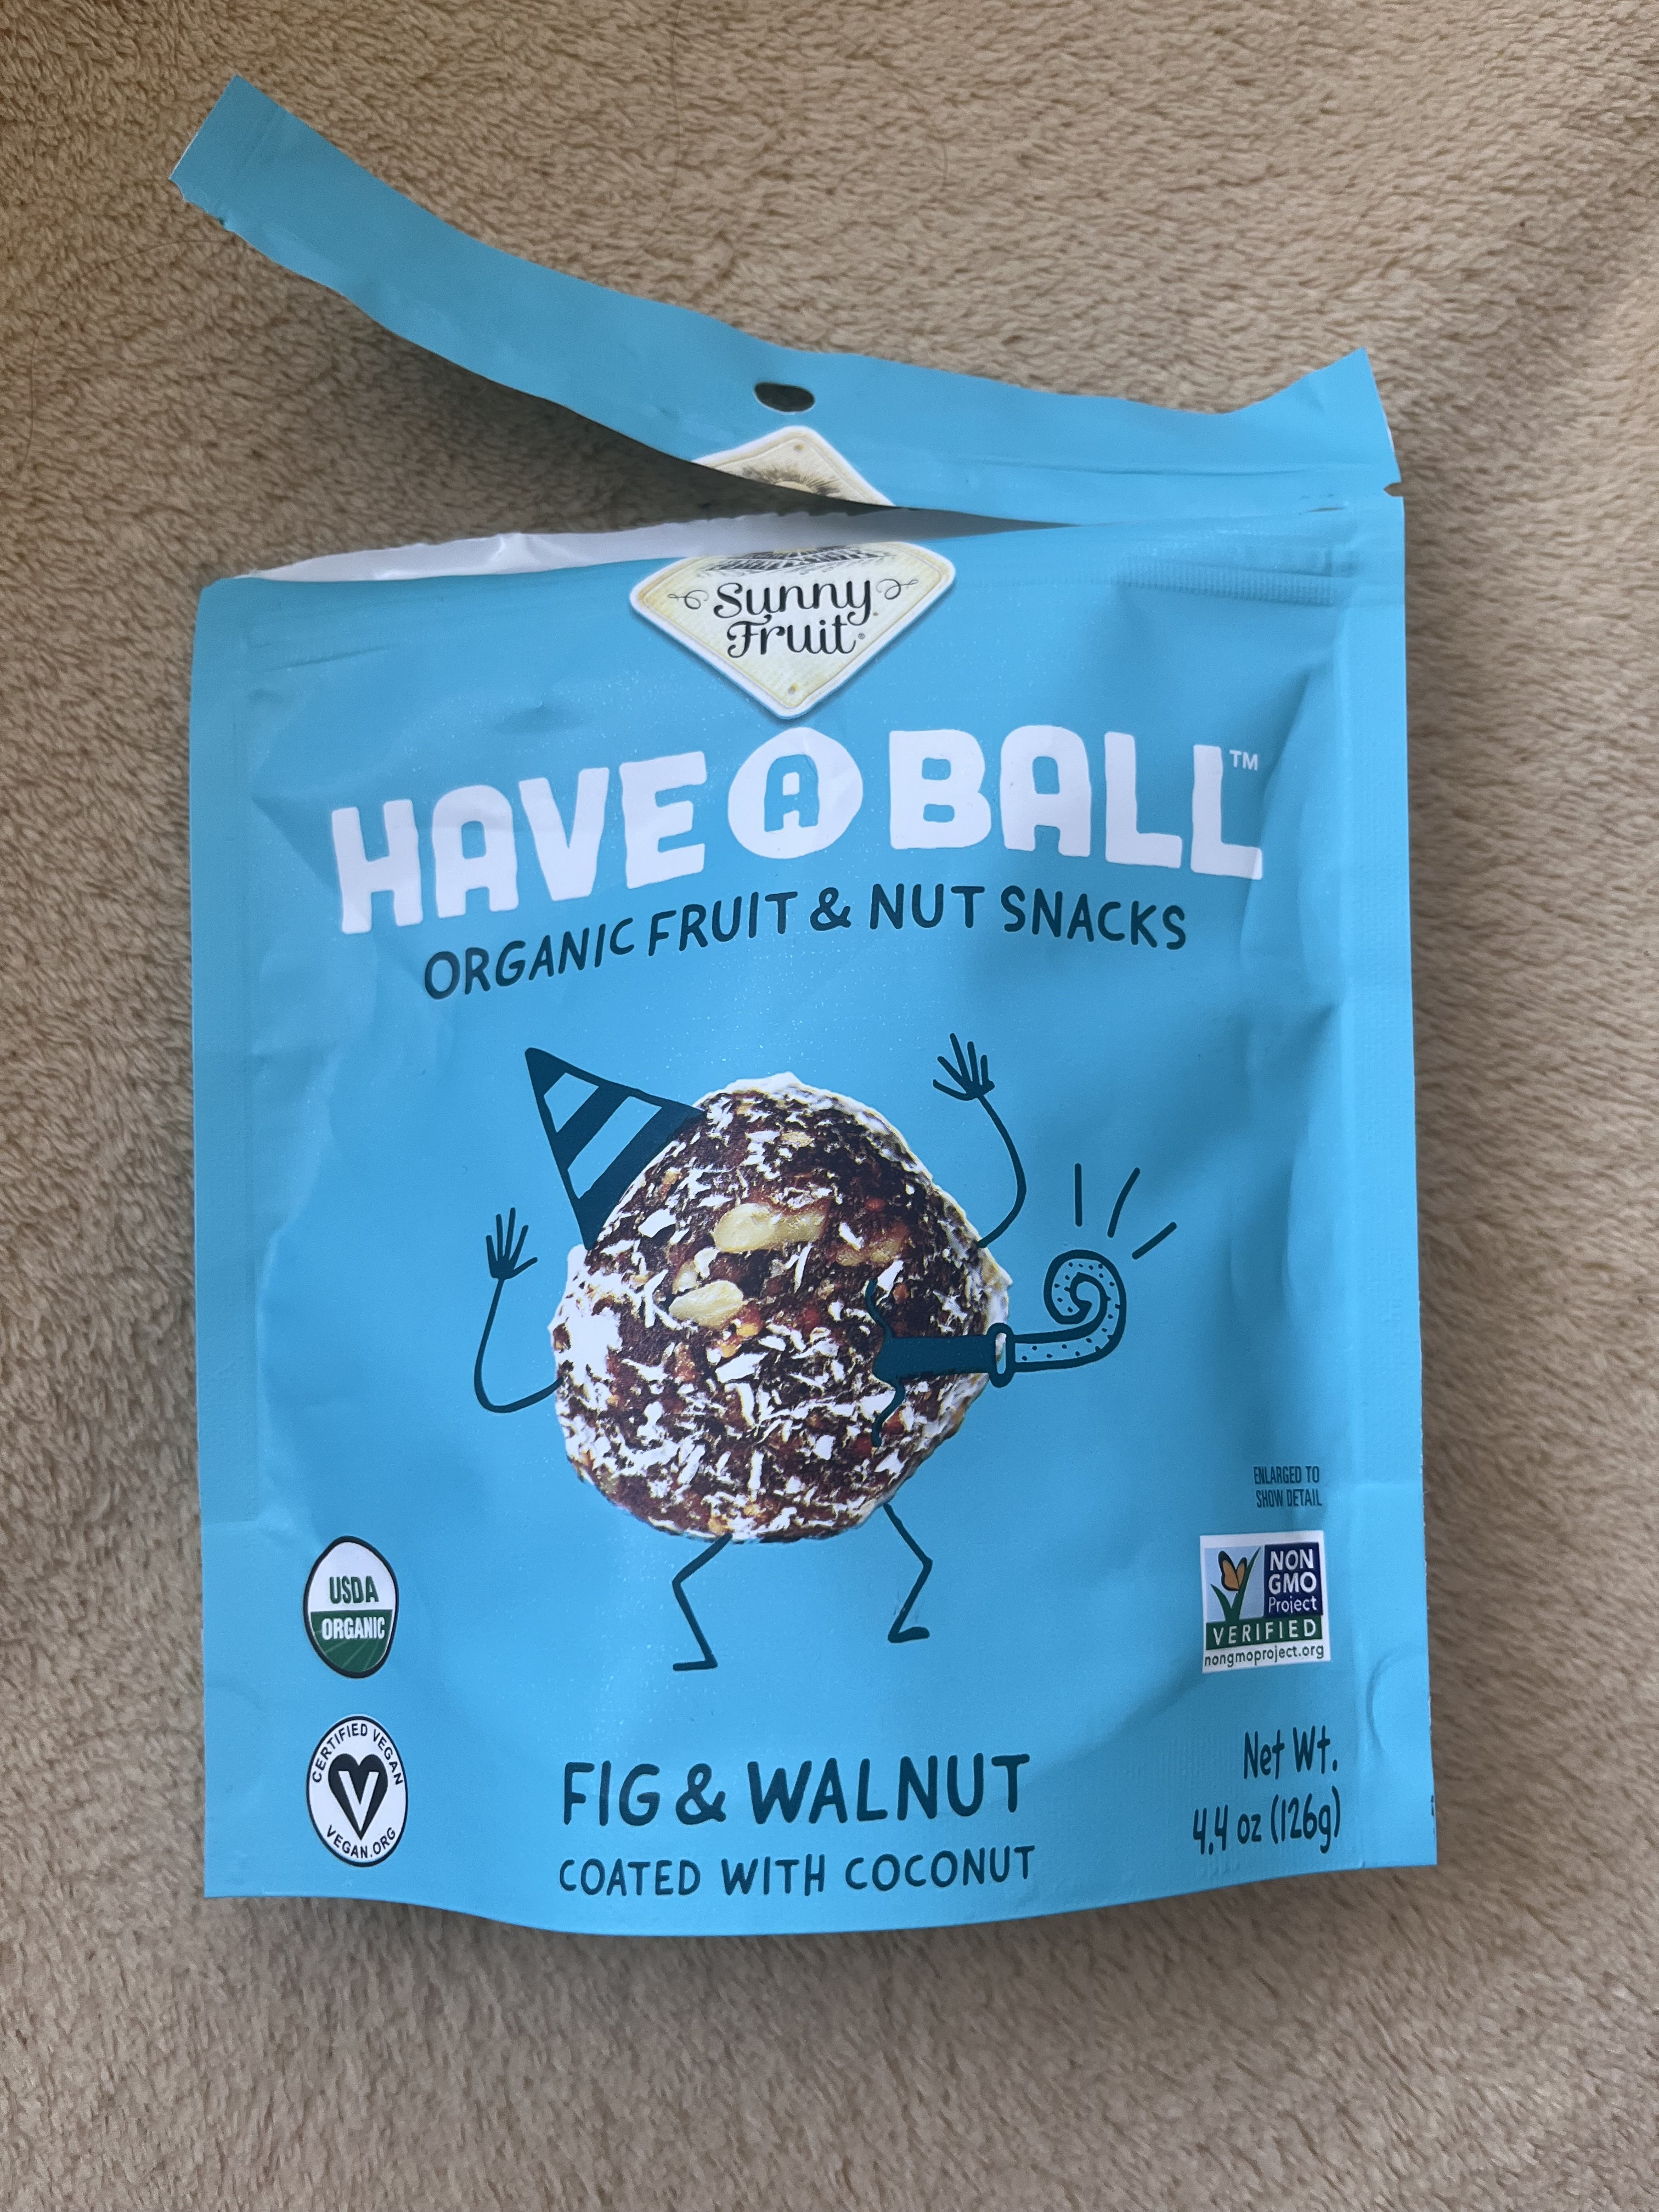 Sunny
Fruit®
HAVE A BALL™
ORGANIC FRUIT & NUT SNACKS
ENLARGED TO
SHOW DETAIL
USDA
ORGANIC
NON
GMO
Project
VERIFIED
nongmoproject.org
CERTIFIED VEGAN
VEGAN.ORG
FIG & WALNUT
COATED WITH COCONUT
Net Wt.
4.4 oz (126g)